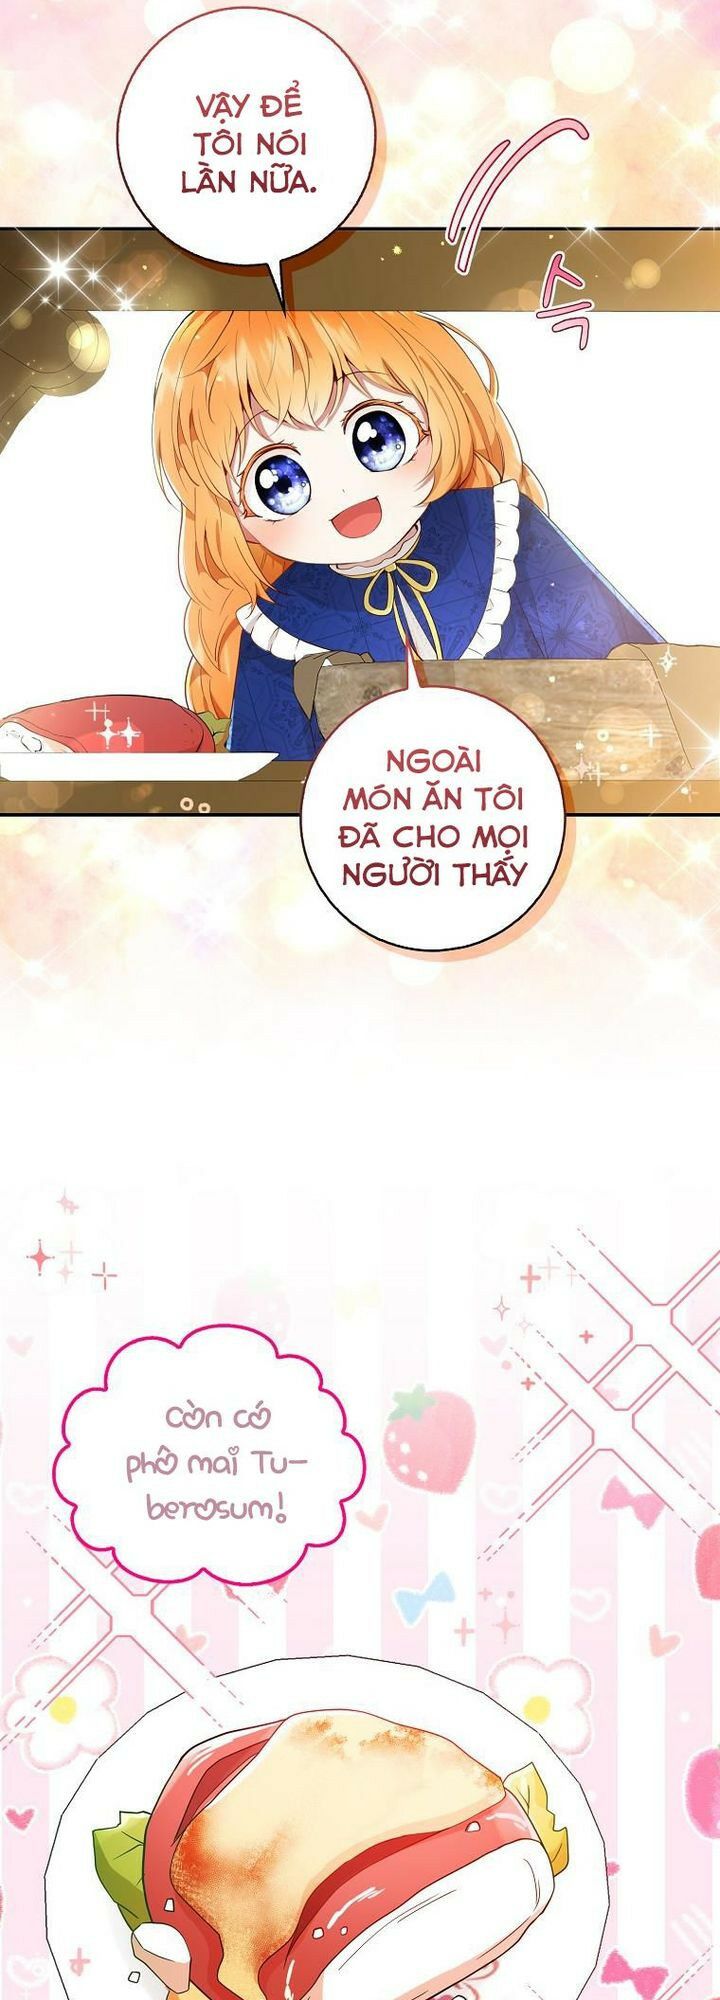 VẬY ĐỂ
TÔI NÓI
LẦN NỮA.
스
NGOÀI
MÓN ĂN TÔI
ĐÃ CHO MỌI
NGƯỜI THẤY
Còn có
phô mai Tu-
berosum!